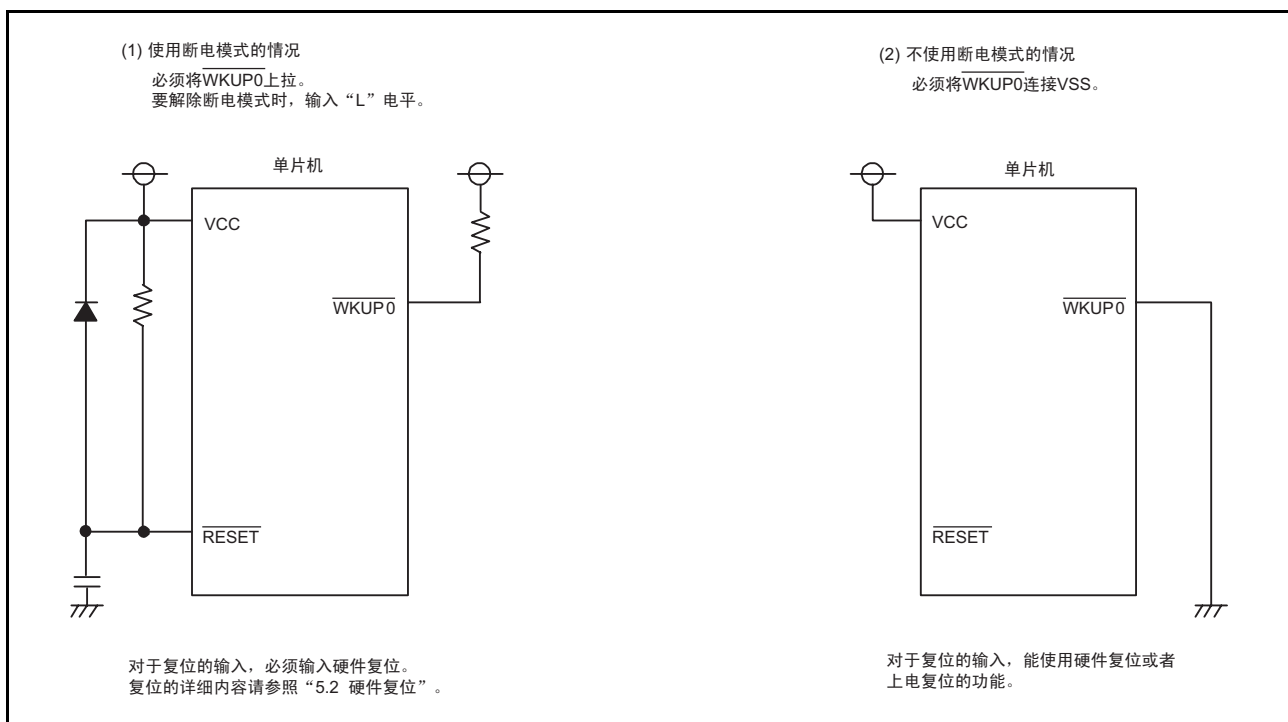 (1) 使用断电模式的情况
必须将WKUP0上拉。
要解除断电模式时，输入“L”电平。
单片机
VCC
WKUP0
RESET
对于复位的输入，必须输入硬件复位。
复位的详细内容请参照“5.2 硬件复位”。
(2) 不使用断电模式的情况
必须将WKUP0连接VSS。
单片机
VCC
WKUP0
RESET
对于复位的输入，能使用硬件复位或者
上电复位的功能。